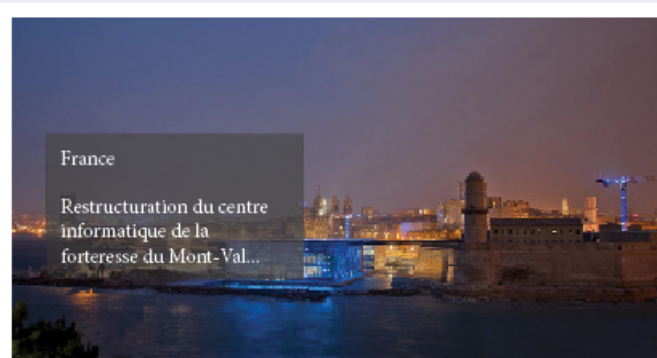 France
Restructuration du centre
informatique de la
forteresse du Mont-Val...